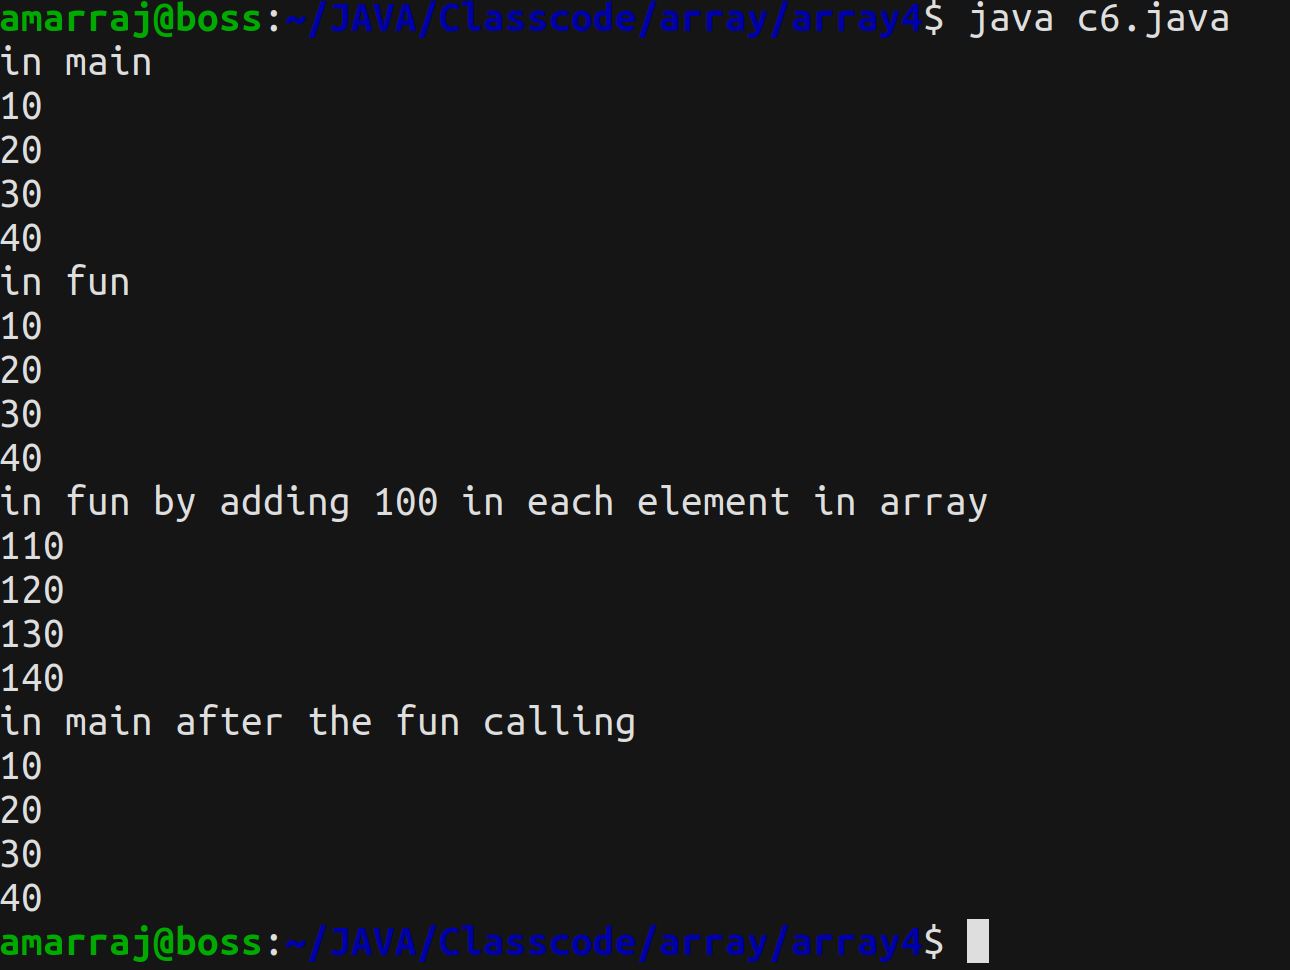 amarraj@boss:~/JAVA/Classcode/array/array4$ java c6.java
in main
10
20
30
40
in fun
10
20
30
40
in fun by adding 100 in each element in array
110
120
130
140
in main after the fun calling
10
20
30
40
amarraj@boss:~/JAVA/Classcode/array/array4$